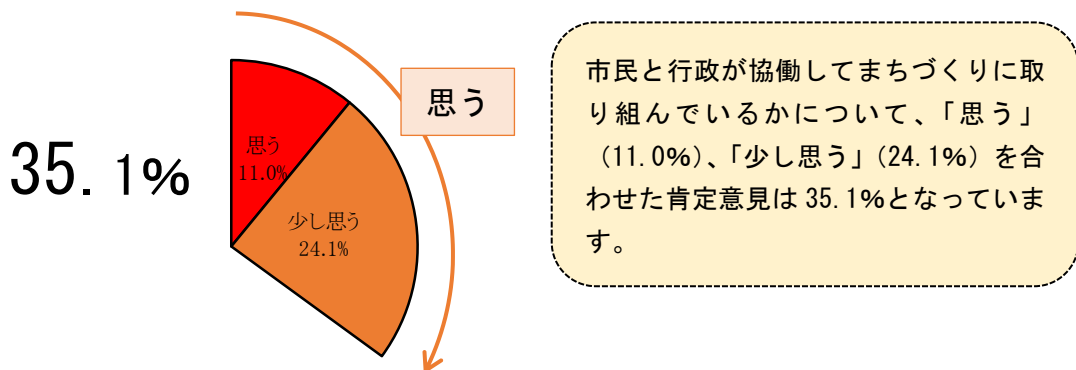 35.1%
思う
11.0%
少し思う
24.1%
思う
市民と行政が協働してまちづくりに取
り組んでいるかについて、「思う」
（11.0%）、「少し思う」（24.1%）を合
わせた肯定意見は 35.1%となっていま
す。